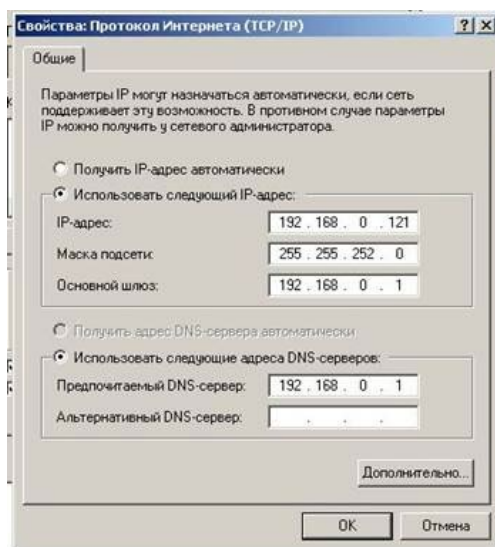 Свойства: Протокол Интернета (TCP/IP)
Общие
Параметры IP могут назначаться автоматически, если сеть
поддерживает эту возможность. В противном случае параметры
IP можно получить у сетевого администратора.
Получить IP-адрес автоматически
Использовать следующий IP-адрес:
IP-адрес: 192 . 168 . 0 . 121
Маска подсети: 255 . 255 . 252 . 0
Основной шлюз: 192 . 168 . 0 . 1
Получить адрес DNS-сервера автоматически
Использовать следующие адреса DNS-серверов:
Предпочитаемый DNS-сервер: 192 . 168 . 0 . 1
Альтернативный DNS-сервер: . . .
Дополнительно...
OK Отмена